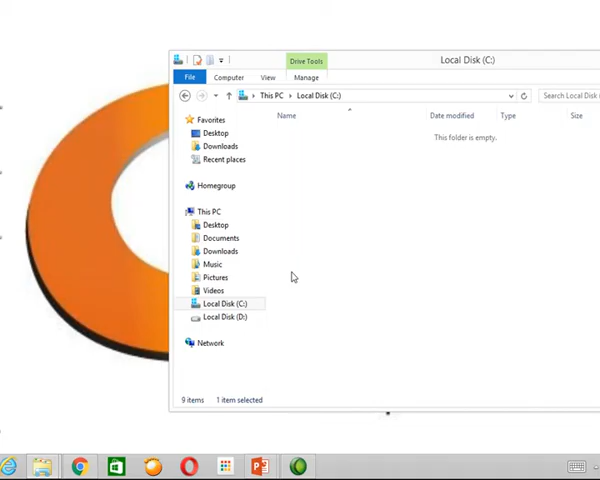 Drive Tools
Local Disk (C:)
File Computer View Manage
This PC Local Disk (C:) Search Local Disk
Name Date modified Type Size
This folder is empty.
Favorites
Desktop
Downloads
Recent places
Homegroup
This PC
Desktop
Documents
Downloads
Music
Pictures
Videos
Local Disk (C:)
Local Disk (D:)
Network
9 items 1 item selected